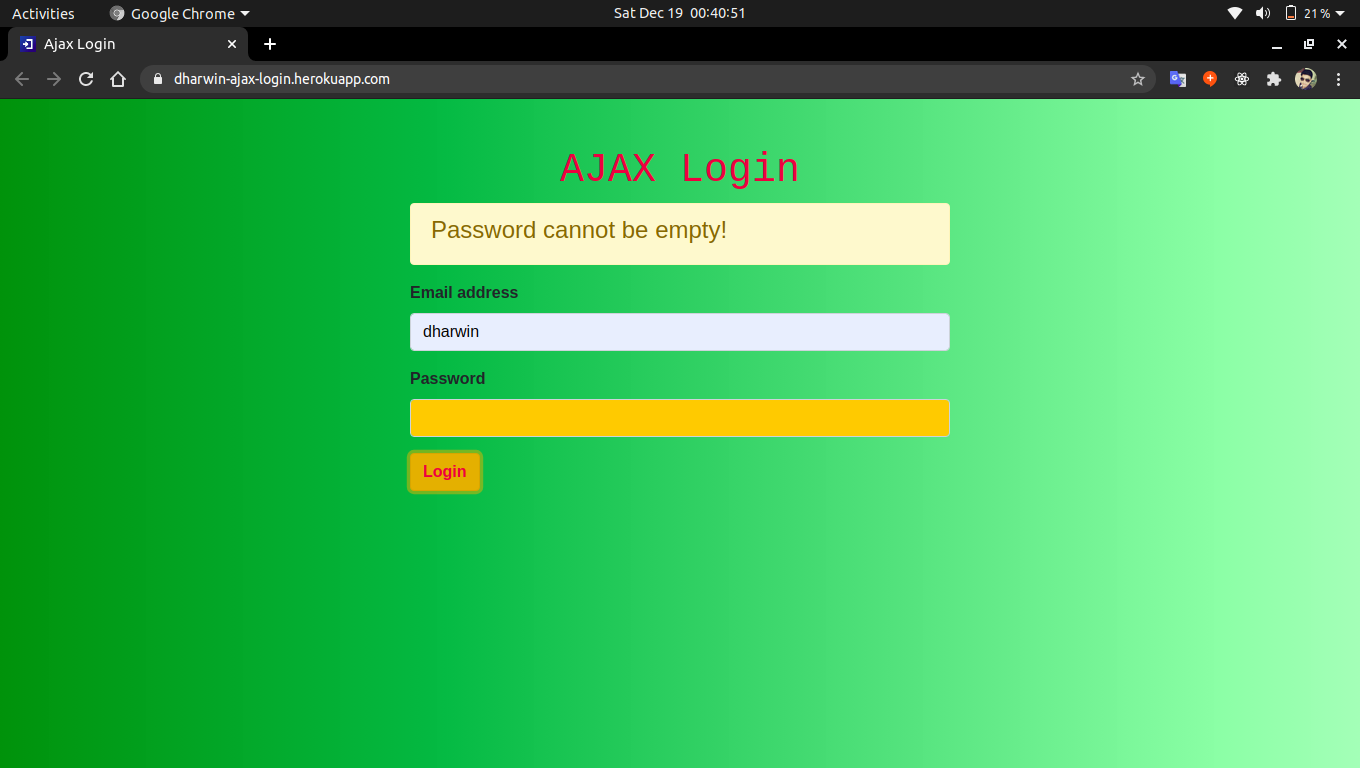 Activities Google Chrome Sat Dec 19 00:40:51 21 %
Ajax Login
dharwin-ajax-login.herokuapp.com
AJAX Login
Password cannot be empty!
Email address
dharwin
Password
Login